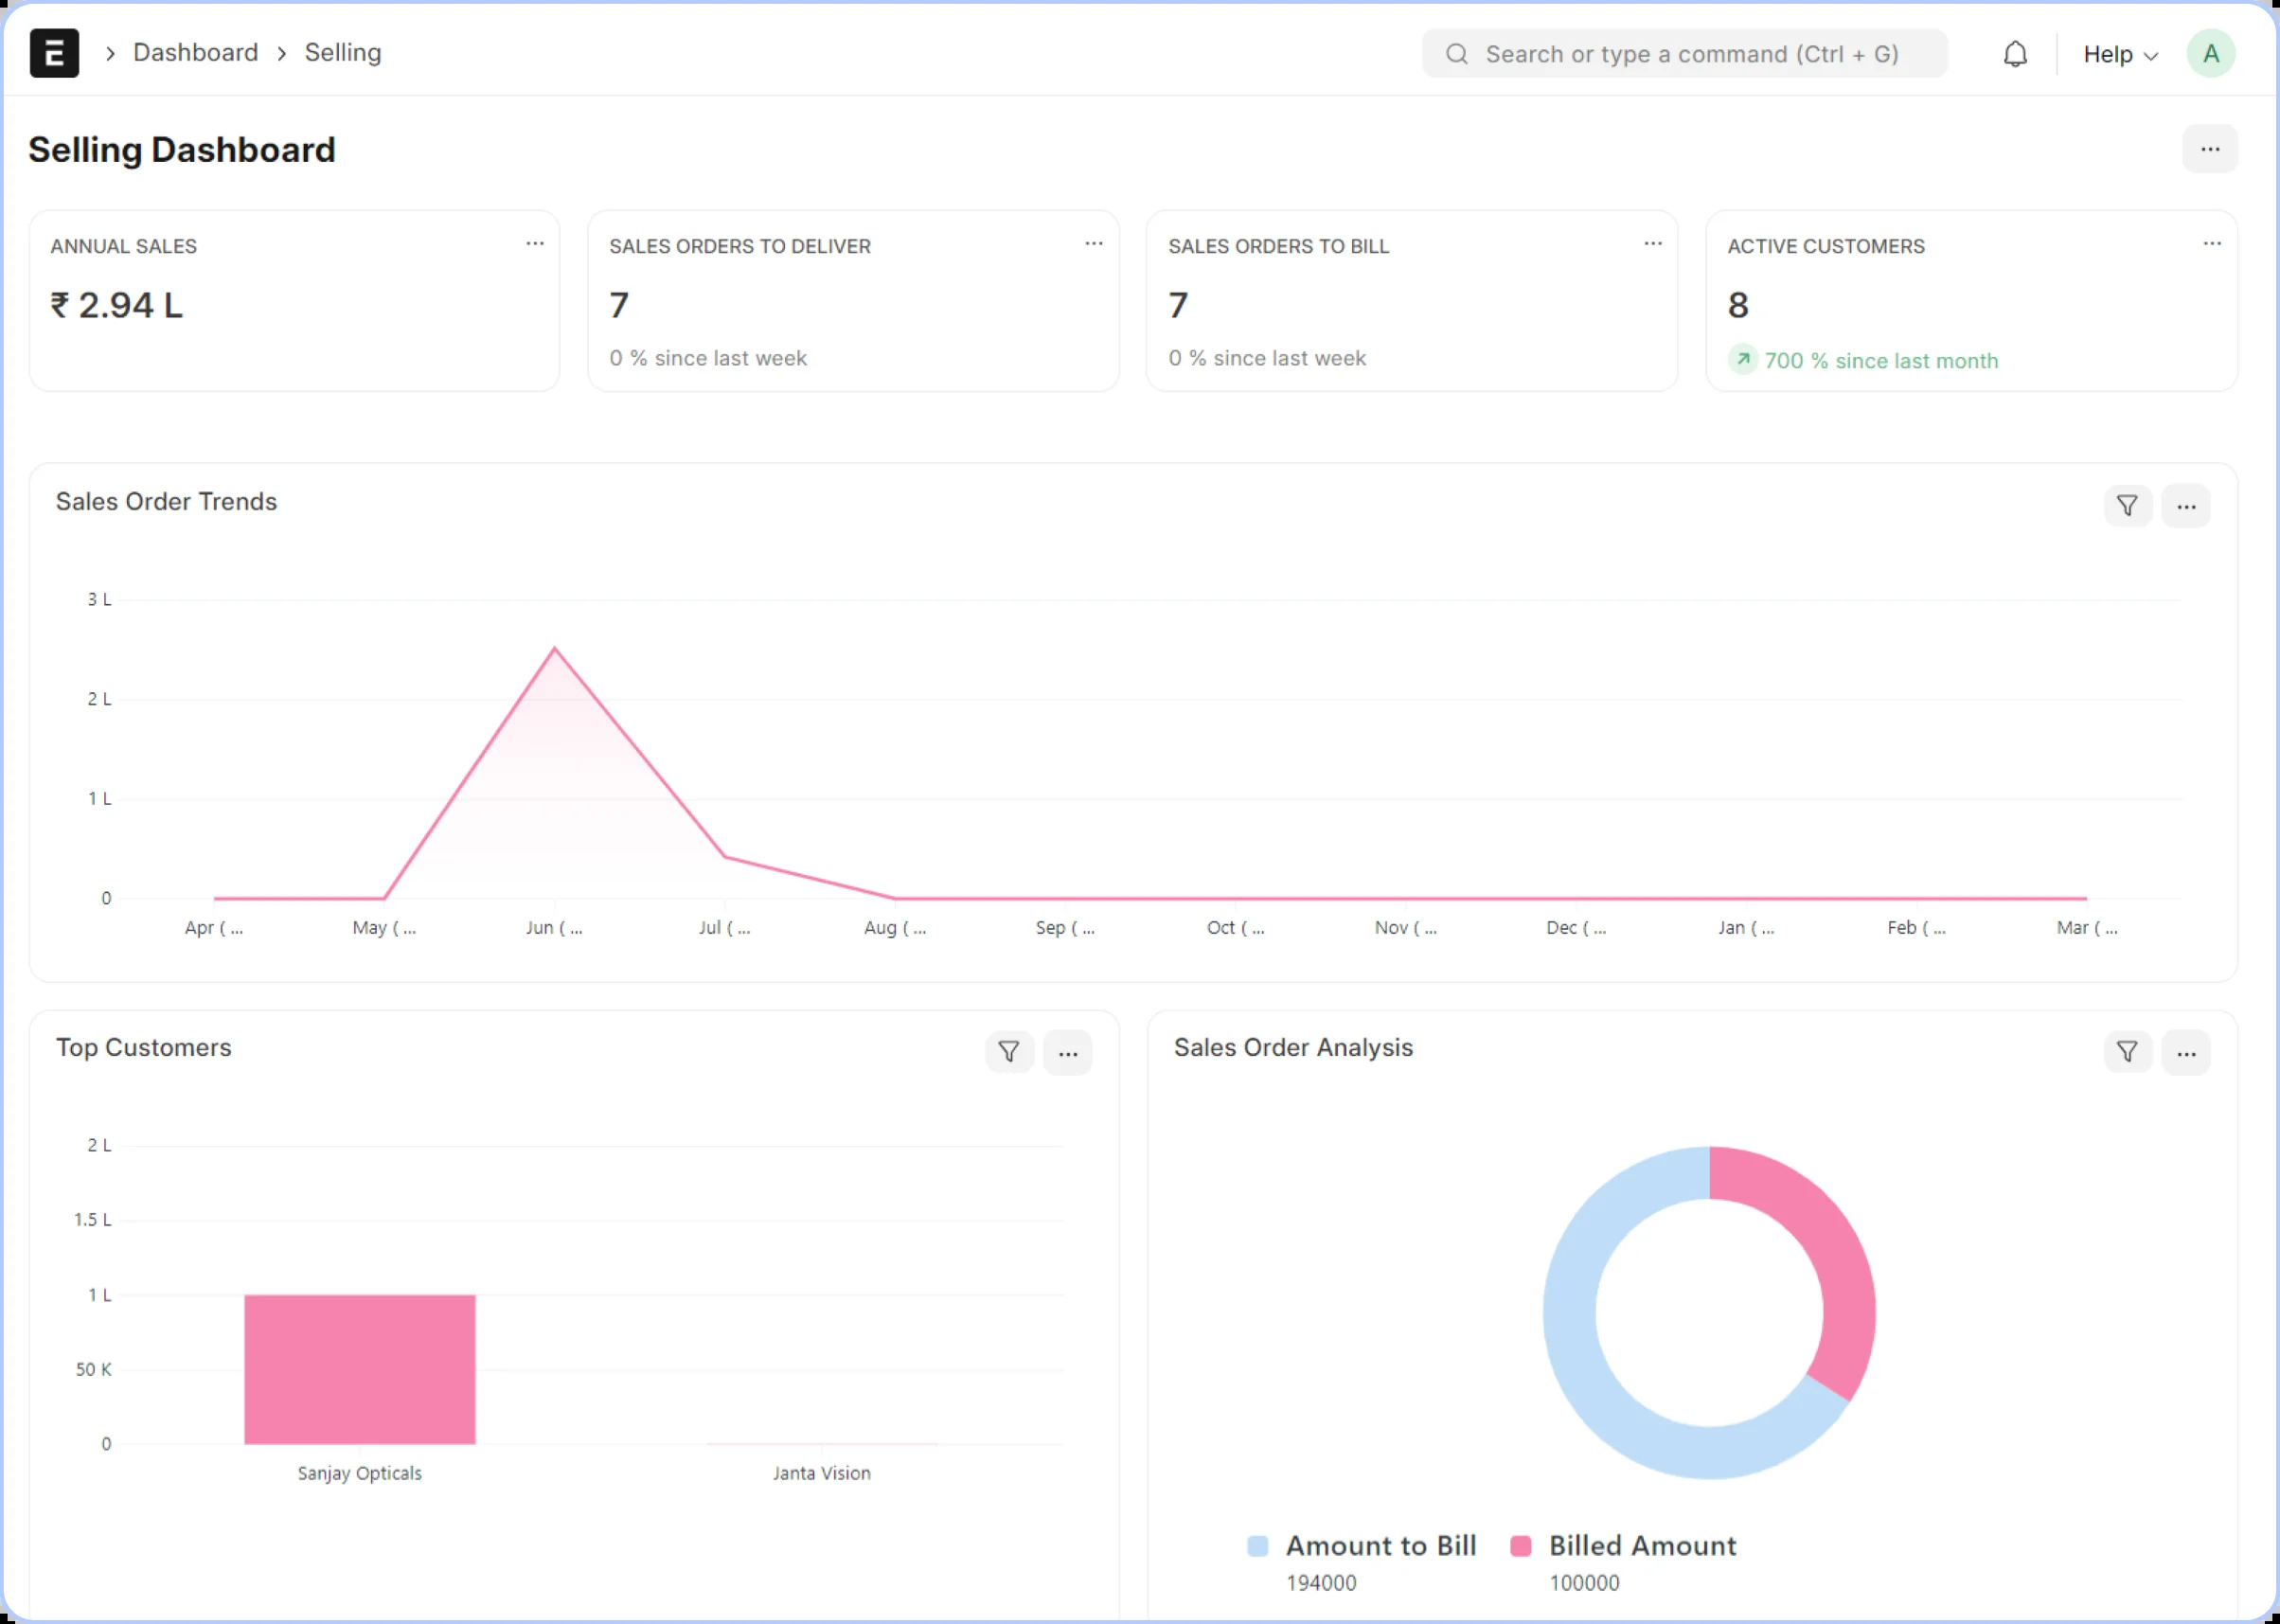 E
Dashboard
Selling
Search or type a command (Ctrl + G)
Help
A
Selling Dashboard
...
ANNUAL SALES ...
₹ 2.94 L
SALES ORDERS TO DELIVER ...
7
0 % since last week
SALES ORDERS TO BILL ...
7
0 % since last week
ACTIVE CUSTOMERS ...
8
700 % since last month
Sales Order Trends
...
3 L
2 L
1 L
0
Apr ( ... May ( ... Jun ( ... Jul ( ... Aug ( ... Sep ( ... Oct ( ... Nov ( ... Dec ( ... Jan ( ... Feb ( ... Mar ( ...
Top Customers
...
2 L
1.5 L
1 L
50 K
0
Sanjay Opticals Janta Vision
Sales Order Analysis
...
Amount to Bill
194000
Billed Amount
100000